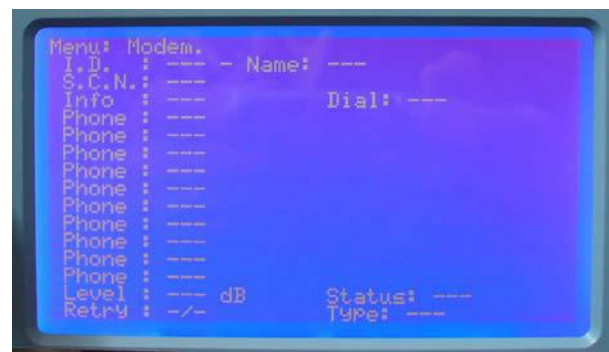 Menu: Modem.
I.D. : --- - Name: ---
S.C.N.: ---
Info : --- Dial: ---
Phone : ---
Phone : ---
Phone : ---
Phone : ---
Phone : ---
Phone : ---
Phone : ---
Phone : ---
Phone : ---
Phone : ---
Level : --- dB Status: ---
Retry : -/- Type: ---